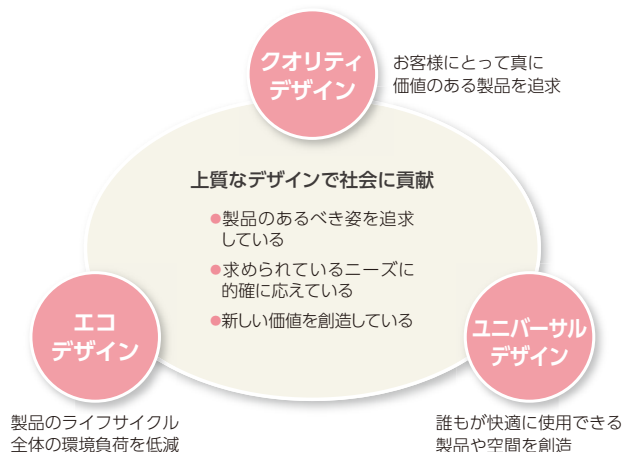 クオリティ
デザイン
お客様にとって真に
価値のある製品を追求
上質なデザインで社会に貢献
●製品のあるべき姿を追求
している
●求められているニーズに
的確に応えている
●新しい価値を創造している
エコ
デザイン
製品のライフサイクル
全体の環境負荷を低減
ユニバーサル
デザイン
誰もが快適に使用できる
製品や空間を創造